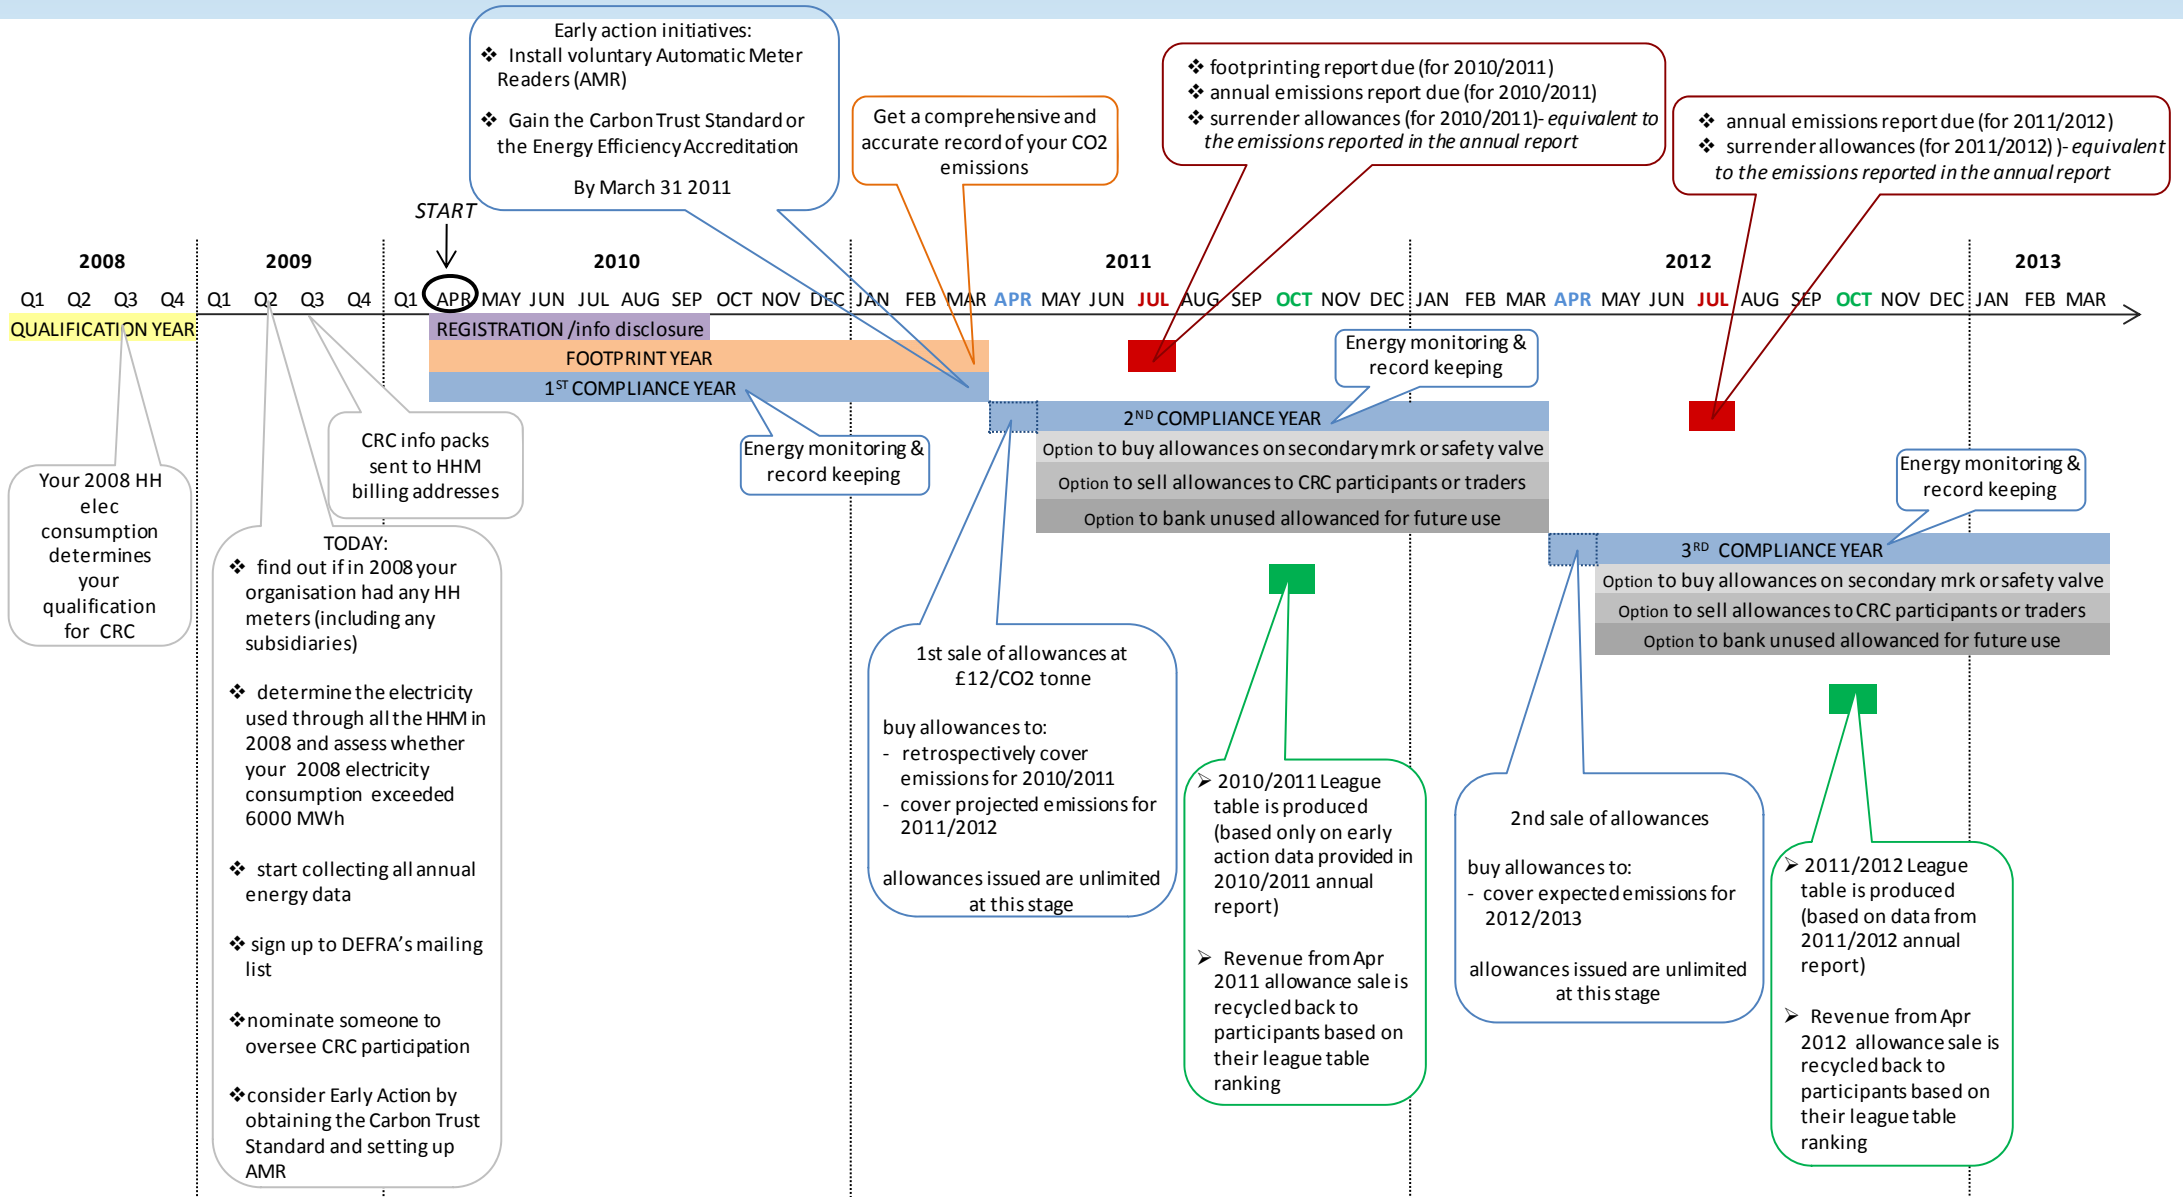 Early action initiatives:
❖ Install voluntary Automatic Meter
Readers (AMR)
❖ Gain the Carbon Trust Standard or
the Energy Efficiency Accreditation
By March 31 2011
Get a comprehensive and
accurate record of your CO2
emissions
❖ footprinting report due (for 2010/2011)
❖ annual emissions report due (for 2010/2011)
❖ surrender allowances (for 2010/2011)- equivalent to
the emissions reported in the annual report
❖ annual emissions report due (for 2011/2012)
❖ surrender allowances (for 2011/2012) )- equivalent
to the emissions reported in the annual report
START
2008 2009 2010 2011 2012 2013
Q1 Q2 Q3 Q4 Q1 Q2 Q3 Q4 Q1 APR MAY JUN JUL AUG SEP OCT NOV DEC JAN FEB MAR APR MAY JUN JUL AUG SEP OCT NOV DEC JAN FEB MAR APR MAY JUN JUL AUG SEP OCT NOV DEC JAN FEB MAR
QUALIFICATION YEAR
REGISTRATION /info disclosure
FOOTPRINT YEAR
1ST COMPLIANCE YEAR
Energy monitoring &
record keeping
Energy monitoring &
record keeping
2ND COMPLIANCE YEAR
Option to buy allowances on secondary mrk or safety valve
Option to sell allowances to CRC participants or traders
Option to bank unused allowanced for future use
Energy monitoring &
record keeping
3RD COMPLIANCE YEAR
Option to buy allowances on secondary mrk or safety valve
Option to sell allowances to CRC participants or traders
Option to bank unused allowanced for future use
Your 2008 HH
elec
consumption
determines
your
qualification
for CRC
CRC info packs
sent to HHM
billing addresses
TODAY:
❖ find out if in 2008 your
organisation had any HH
meters (including any
subsidiaries)
❖ determine the electricity
used through all the HHM in
2008 and assess whether
your 2008 electricity
consumption exceeded
6000 MWh
❖ start collecting all annual
energy data
❖ sign up to DEFRA's mailing
list
❖ nominate someone to
oversee CRC participation
❖ consider Early Action by
obtaining the Carbon Trust
Standard and setting up
AMR
1st sale of allowances at
£12/CO2 tonne
buy allowances to:
- retrospectively cover
emissions for 2010/2011
- cover projected emissions for
2011/2012
allowances issued are unlimited
at this stage
➢ 2010/2011 League
table is produced
(based only on early
action data provided in
2010/2011 annual
report)
➢ Revenue from Apr
2011 allowance sale is
recycled back to
participants based on
their league table
ranking
2nd sale of allowances
buy allowances to:
- cover expected emissions for
2012/2013
allowances issued are unlimited
at this stage
➢ 2011/2012 League
table is produced
(based on data from
2011/2012 annual
report)
➢ Revenue from Apr
2012 allowance sale is
recycled back to
participants based on
their league table
ranking